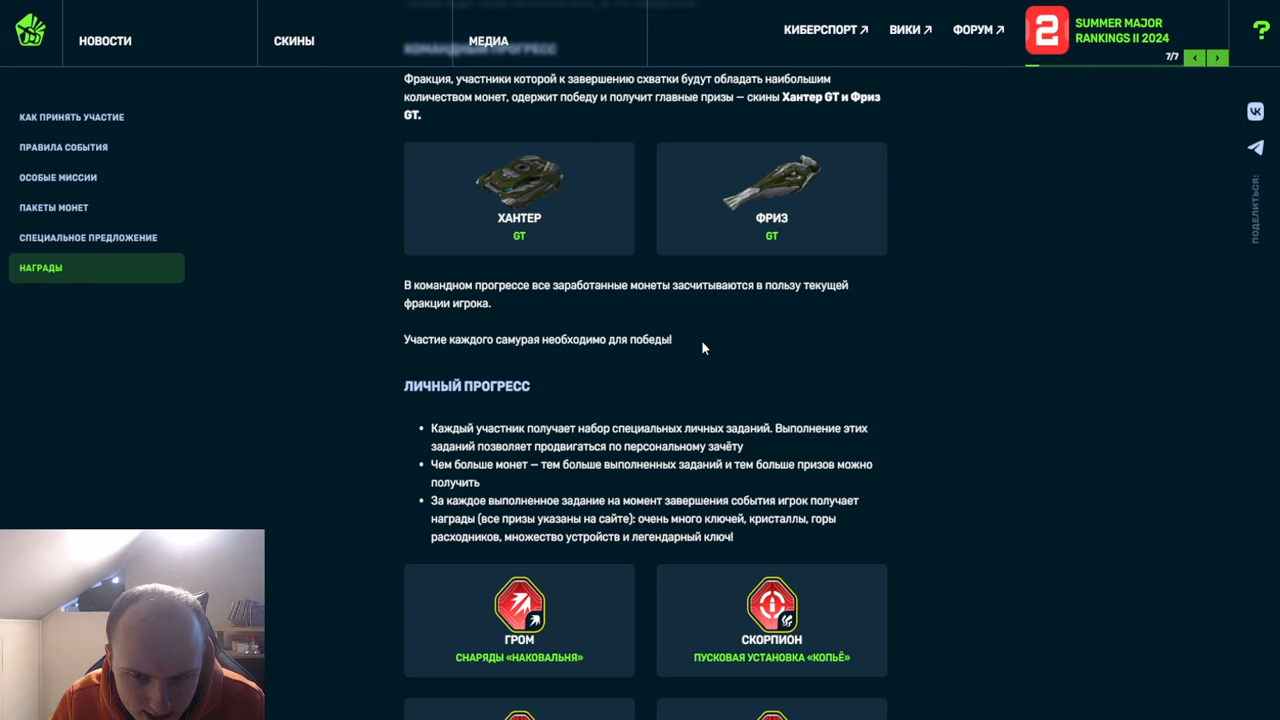 НОВОСТИ
СКИНЫ
МЕДИА
КИБЕРСПОРТ ↗
ВИКИ ↗
ФОРУМ ↗
2
SUMMER MAJOR
RANKINGS II 2024
7/7
‹ ›
?
КАК ПРИНЯТЬ УЧАСТИЕ
ПРАВИЛА СОБЫТИЯ
ОСОБЫЕ МИССИИ
ПАКЕТЫ МОНЕТ
СПЕЦИАЛЬНОЕ ПРЕДЛОЖЕНИЕ
НАГРАДЫ
КОМАНДНЫЙ ПРОГРЕСС
Фракция, участники которой к завершению схватки будут обладать наибольшим
количеством монет, одержит победу и получит главные призы — скины Хантер GT и Фриз
GT.
ХАНТЕР
GT
ФРИЗ
GT
В командном прогрессе все заработанные монеты засчитываются в пользу текущей
фракции игрока.
Участие каждого самурая необходимо для победы!
ЛИЧНЫЙ ПРОГРЕСС
• Каждый участник получает набор специальных личных заданий. Выполнение этих
заданий позволяет продвигаться по персональному зачёту
• Чем больше монет — тем больше выполненных заданий и тем больше призов можно
получить
• За каждое выполненное задание на момент завершения события игрок получает
награды (все призы указаны на сайте): очень много ключей, кристаллы, горы
расходников, множество устройств и легендарный ключ!
ГРОМ
СНАРЯДЫ «НАКОВАЛЬНЯ»
СКОРПИОН
ПУСКОВАЯ УСТАНОВКА «КОПЬЁ»
ПОДЕЛИТЬСЯ: